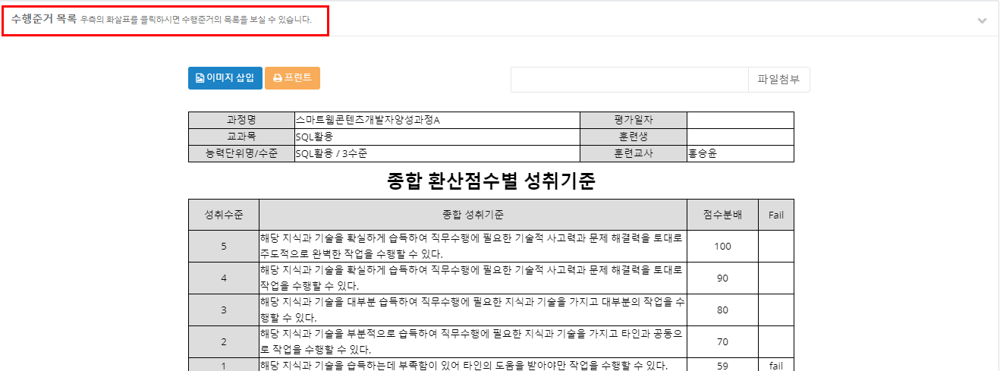 수행준거 목록 우측의 화살표를 클릭하시면 수행준거의 목록을 보실 수 있습니다.
이미지 삽입 프린트 파일첨부
과정명 스마트웹콘텐츠개발자양성과정A 평가일자
교과목 SQL활용 훈련생
능력단위명/수준 SQL활용 / 3수준 훈련교사 홍승윤
종합 환산점수별 성취기준
성취수준 종합 성취기준 점수분배 Fail
5 해당 지식과 기술을 확실하게 습득하여 직무수행에 필요한 기술적 사고력과 문제 해결력을 토대로 100
주도적으로 완벽한 작업을 수행할 수 있다.
4 해당 지식과 기술을 확실하게 습득하여 직무수행에 필요한 기술적 사고력과 문제 해결력을 토대로 90
작업을 수행할 수 있다.
3 해당 지식과 기술을 대부분 습득하여 직무수행에 필요한 지식과 기술을 가지고 대부분의 작업을 수 80
행할 수 있다.
2 해당 지식과 기술을 부분적으로 습득하여 직무수행에 필요한 지식과 기술을 가지고 타인과 공동으 70
로 작업을 수행할 수 있다.
1 해당 지식과 기술을 습득하는데 부족함이 있어 타인의 도움을 받아야만 작업을 수행할 수 있다. 59 fail